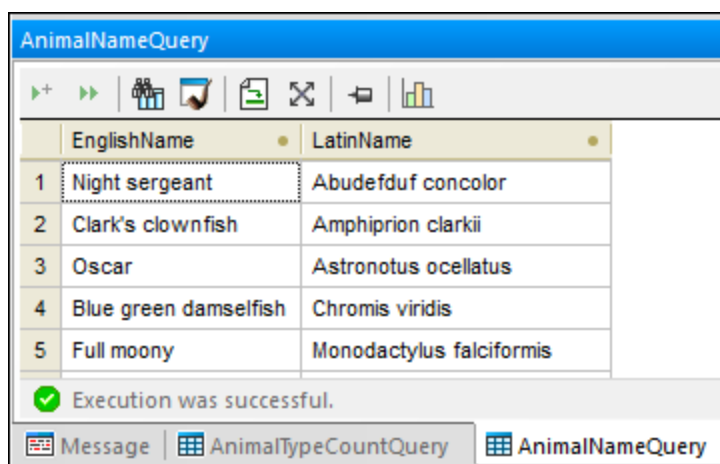 AnimalNameQuery
EnglishName LatinName
1 Night sergeant Abudefduf concolor
2 Clark's clownfish Amphiprion clarkii
3 Oscar Astronotus ocellatus
4 Blue green damselfish Chromis viridis
5 Full moony Monodactylus falciformis
Execution was successful.
Message AnimalTypeCountQuery AnimalNameQuery